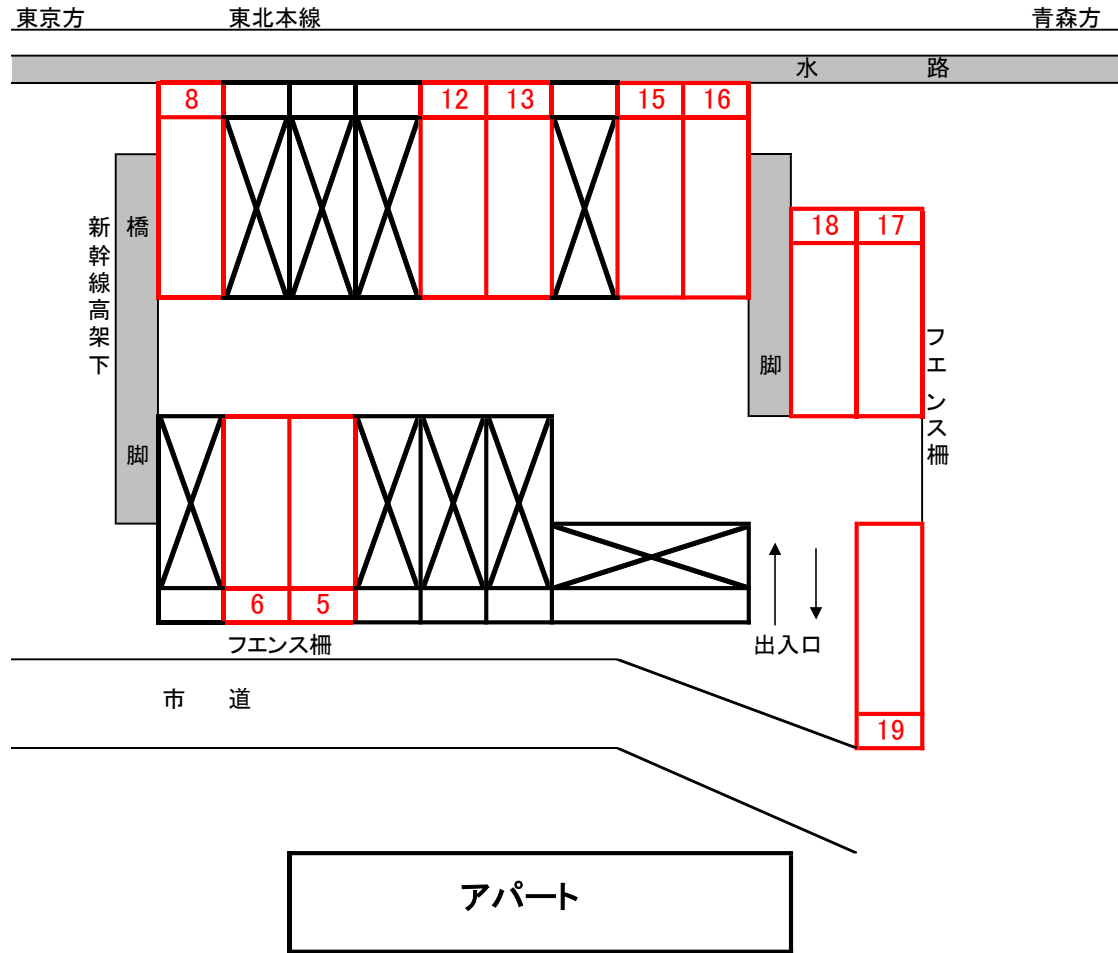 東京方 東北本線 青森方
水 路
8 12 13 15 16
18 17
新幹線高架下
橋 脚
脚
フエンス柵
6 5
フエンス柵
出入口
市 道
19
アパート